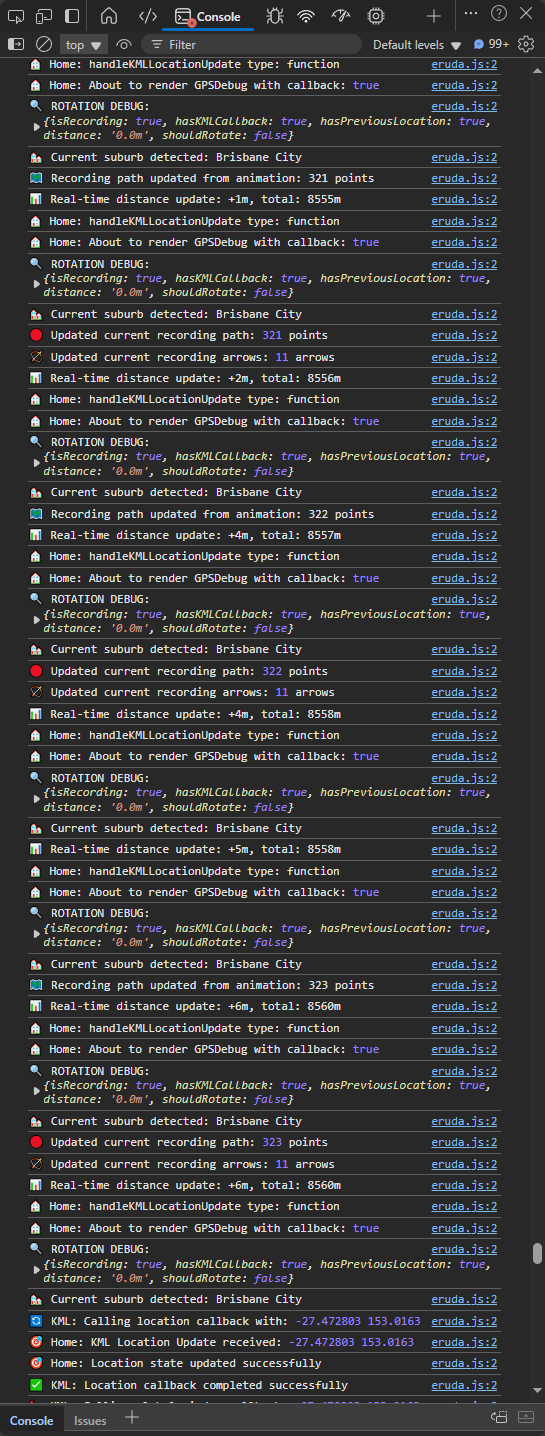 Console
top
Filter
Default levels
99+
Home: handleKMLLocationUpdate type: function eruda.js:2
Home: About to render GPSDebug with callback: true eruda.js:2
ROTATION DEBUG: eruda.js:2
{isRecording: true, hasKMLCallback: true, hasPreviousLocation: true,
distance: '0.0m', shouldRotate: false}
Current suburb detected: Brisbane City eruda.js:2
Recording path updated from animation: 321 points eruda.js:2
Real-time distance update: +1m, total: 8555m eruda.js:2
Home: handleKMLLocationUpdate type: function eruda.js:2
Home: About to render GPSDebug with callback: true eruda.js:2
ROTATION DEBUG: eruda.js:2
{isRecording: true, hasKMLCallback: true, hasPreviousLocation: true,
distance: '0.0m', shouldRotate: false}
Current suburb detected: Brisbane City eruda.js:2
Updated current recording path: 321 points eruda.js:2
Updated current recording arrows: 11 arrows eruda.js:2
Real-time distance update: +2m, total: 8556m eruda.js:2
Home: handleKMLLocationUpdate type: function eruda.js:2
Home: About to render GPSDebug with callback: true eruda.js:2
ROTATION DEBUG: eruda.js:2
{isRecording: true, hasKMLCallback: true, hasPreviousLocation: true,
distance: '0.0m', shouldRotate: false}
Current suburb detected: Brisbane City eruda.js:2
Recording path updated from animation: 322 points eruda.js:2
Real-time distance update: +4m, total: 8557m eruda.js:2
Home: handleKMLLocationUpdate type: function eruda.js:2
Home: About to render GPSDebug with callback: true eruda.js:2
ROTATION DEBUG: eruda.js:2
{isRecording: true, hasKMLCallback: true, hasPreviousLocation: true,
distance: '0.0m', shouldRotate: false}
Current suburb detected: Brisbane City eruda.js:2
Updated current recording path: 322 points eruda.js:2
Updated current recording arrows: 11 arrows eruda.js:2
Real-time distance update: +4m, total: 8558m eruda.js:2
Home: handleKMLLocationUpdate type: function eruda.js:2
Home: About to render GPSDebug with callback: true eruda.js:2
ROTATION DEBUG: eruda.js:2
{isRecording: true, hasKMLCallback: true, hasPreviousLocation: true,
distance: '0.0m', shouldRotate: false}
Current suburb detected: Brisbane City eruda.js:2
Real-time distance update: +5m, total: 8558m eruda.js:2
Home: handleKMLLocationUpdate type: function eruda.js:2
Home: About to render GPSDebug with callback: true eruda.js:2
ROTATION DEBUG: eruda.js:2
{isRecording: true, hasKMLCallback: true, hasPreviousLocation: true,
distance: '0.0m', shouldRotate: false}
Current suburb detected: Brisbane City eruda.js:2
Recording path updated from animation: 323 points eruda.js:2
Real-time distance update: +6m, total: 8560m eruda.js:2
Home: handleKMLLocationUpdate type: function eruda.js:2
Home: About to render GPSDebug with callback: true eruda.js:2
ROTATION DEBUG: eruda.js:2
{isRecording: true, hasKMLCallback: true, hasPreviousLocation: true,
distance: '0.0m', shouldRotate: false}
Current suburb detected: Brisbane City eruda.js:2
Updated current recording path: 323 points eruda.js:2
Updated current recording arrows: 11 arrows eruda.js:2
Real-time distance update: +6m, total: 8560m eruda.js:2
Home: handleKMLLocationUpdate type: function eruda.js:2
Home: About to render GPSDebug with callback: true eruda.js:2
ROTATION DEBUG: eruda.js:2
{isRecording: true, hasKMLCallback: true, hasPreviousLocation: true,
distance: '0.0m', shouldRotate: false}
Current suburb detected: Brisbane City eruda.js:2
KML: Calling location callback with: -27.472803 153.0163 eruda.js:2
Home: KML Location Update received: -27.472803 153.0163 eruda.js:2
Home: Location state updated successfully eruda.js:2
KML: Location callback completed successfully eruda.js:2
Console
Issues